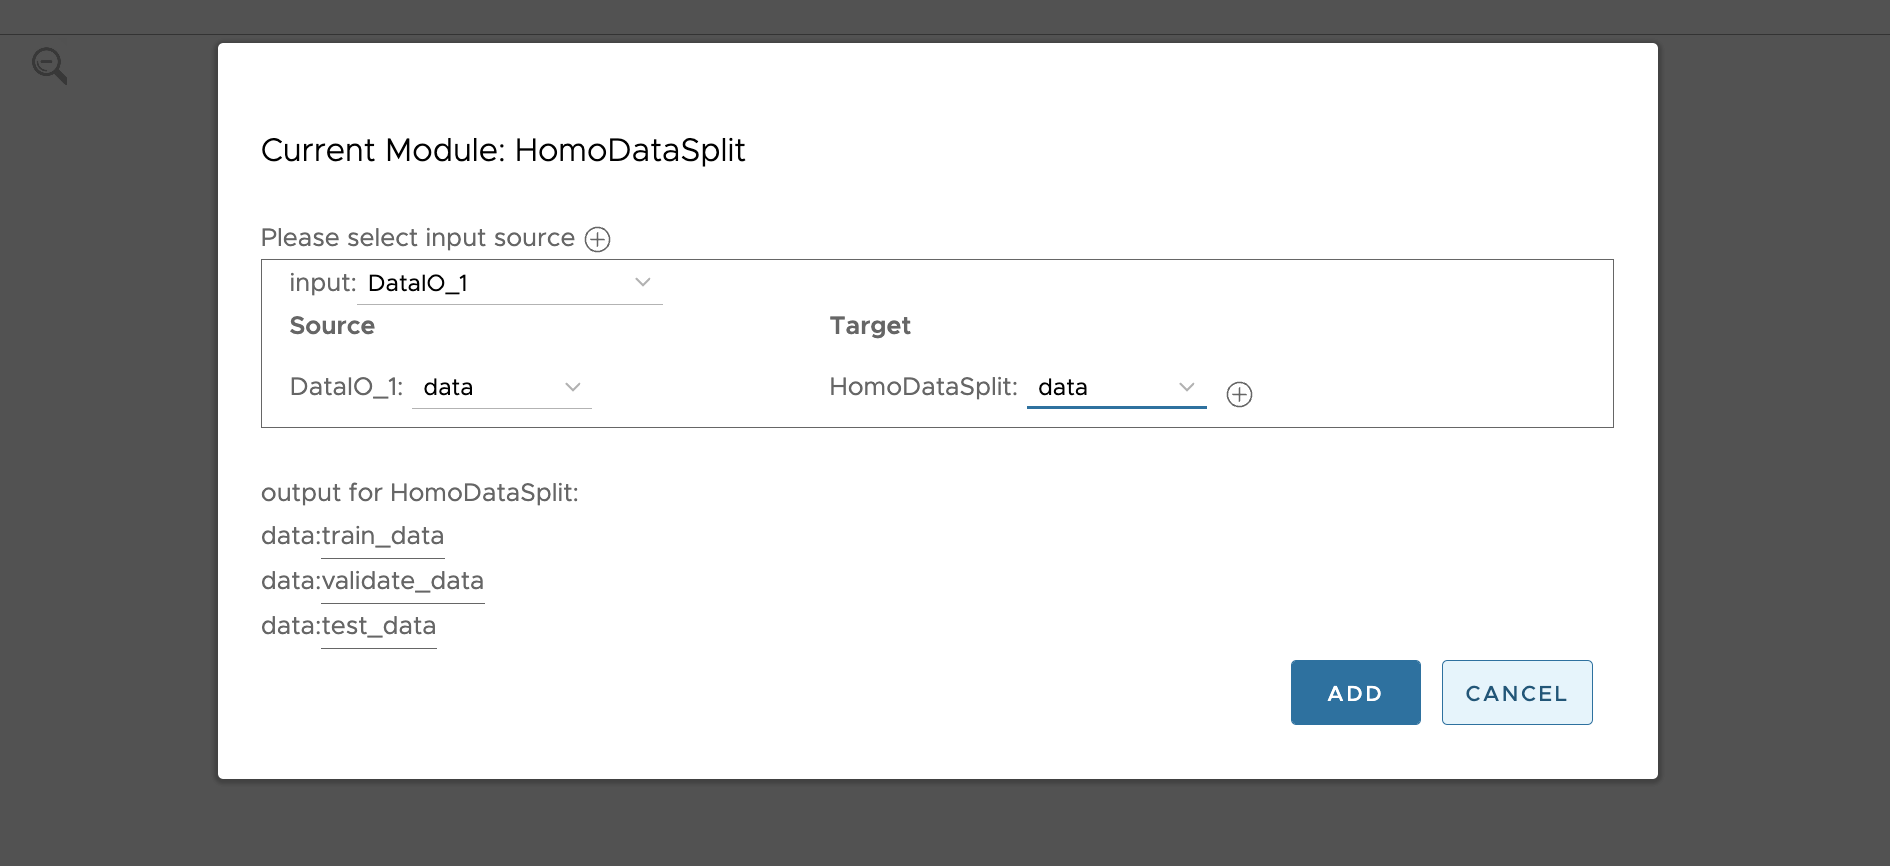 Current Module: HomoDataSplit
Please select input source
input: DataIO_1
Source Target
DataIO_1: data HomoDataSplit: data
output for HomoDataSplit:
data:train_data
data:validate_data
data:test_data
ADD CANCEL